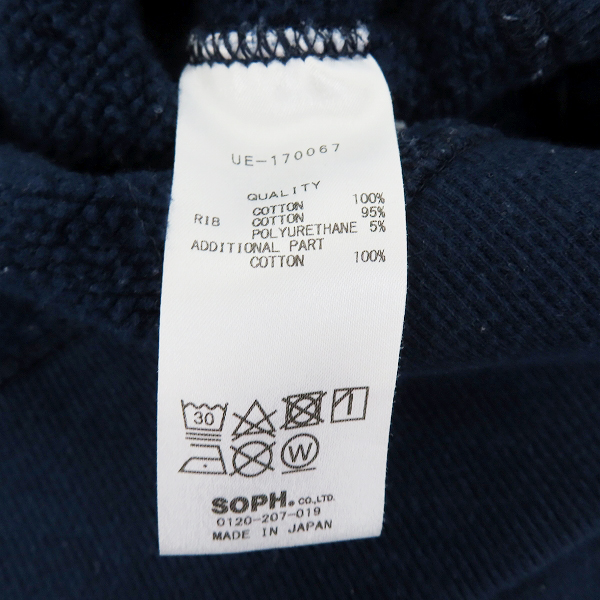 UE-170067
QUALITY
COTTON 100%
RIB COTTON 95%
POLYURETHANE 5%
ADDITIONAL PART
COTTON 100%
30
W
SOPH. CO.,LTD.
0120-207-019
MADE IN JAPAN